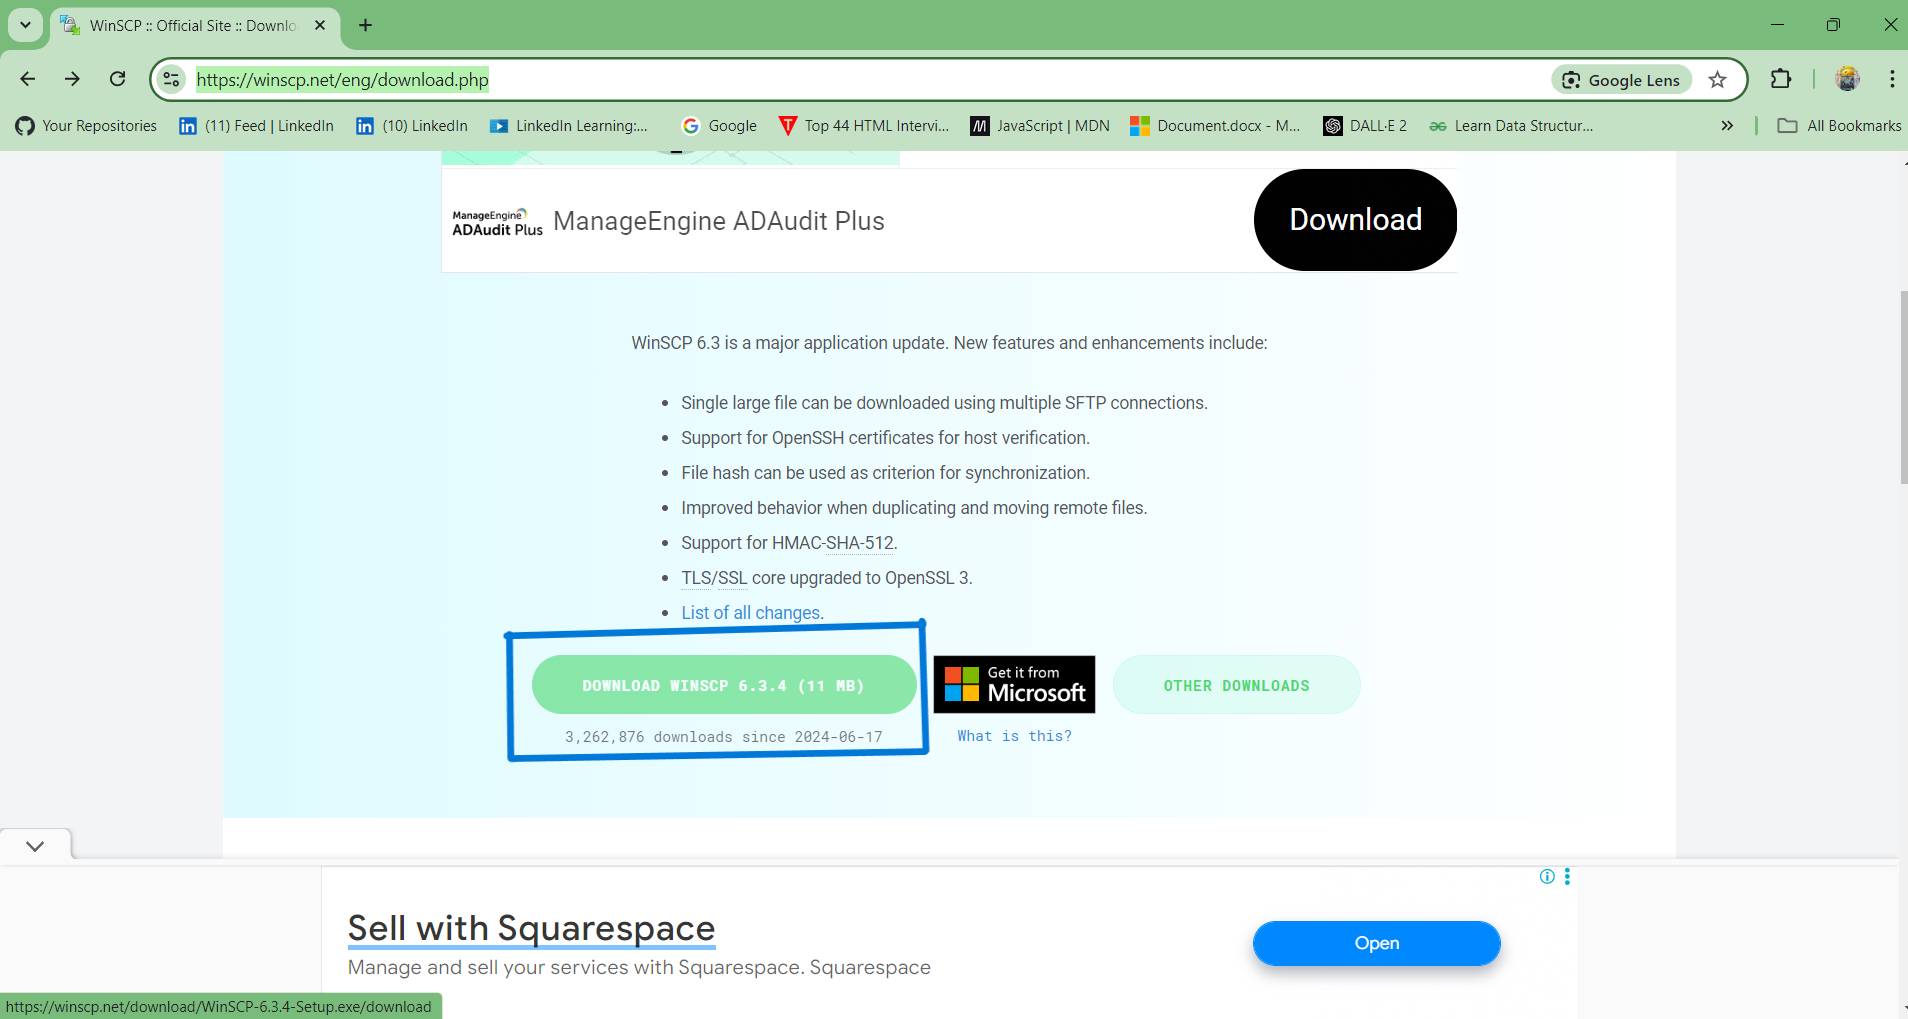 WinSCP :: Official Site :: Downlo
https://winscp.net/eng/download.php
Google Lens
Your Repositories
(11) Feed | LinkedIn
(10) LinkedIn
LinkedIn Learning:...
Google
Top 44 HTML Intervi...
JavaScript | MDN
Document.docx - M...
DALL·E 2
Learn Data Structur...
All Bookmarks
ManageEngine
ADAudit Plus
ManageEngine ADAudit Plus
Download
WinSCP 6.3 is a major application update. New features and enhancements include:
Single large file can be downloaded using multiple SFTP connections.
Support for OpenSSH certificates for host verification.
File hash can be used as criterion for synchronization.
Improved behavior when duplicating and moving remote files.
Support for HMAC-SHA-512.
TLS/SSL core upgraded to OpenSSL 3.
List of all changes.
DOWNLOAD WINSCP 6.3.4 (11 MB)
Get it from
Microsoft
OTHER DOWNLOADS
3,262,876 downloads since 2024-06-17
What is this?
Sell with Squarespace
Manage and sell your services with Squarespace. Squarespace
Open
https://winscp.net/download/WinSCP-6.3.4-Setup.exe/download